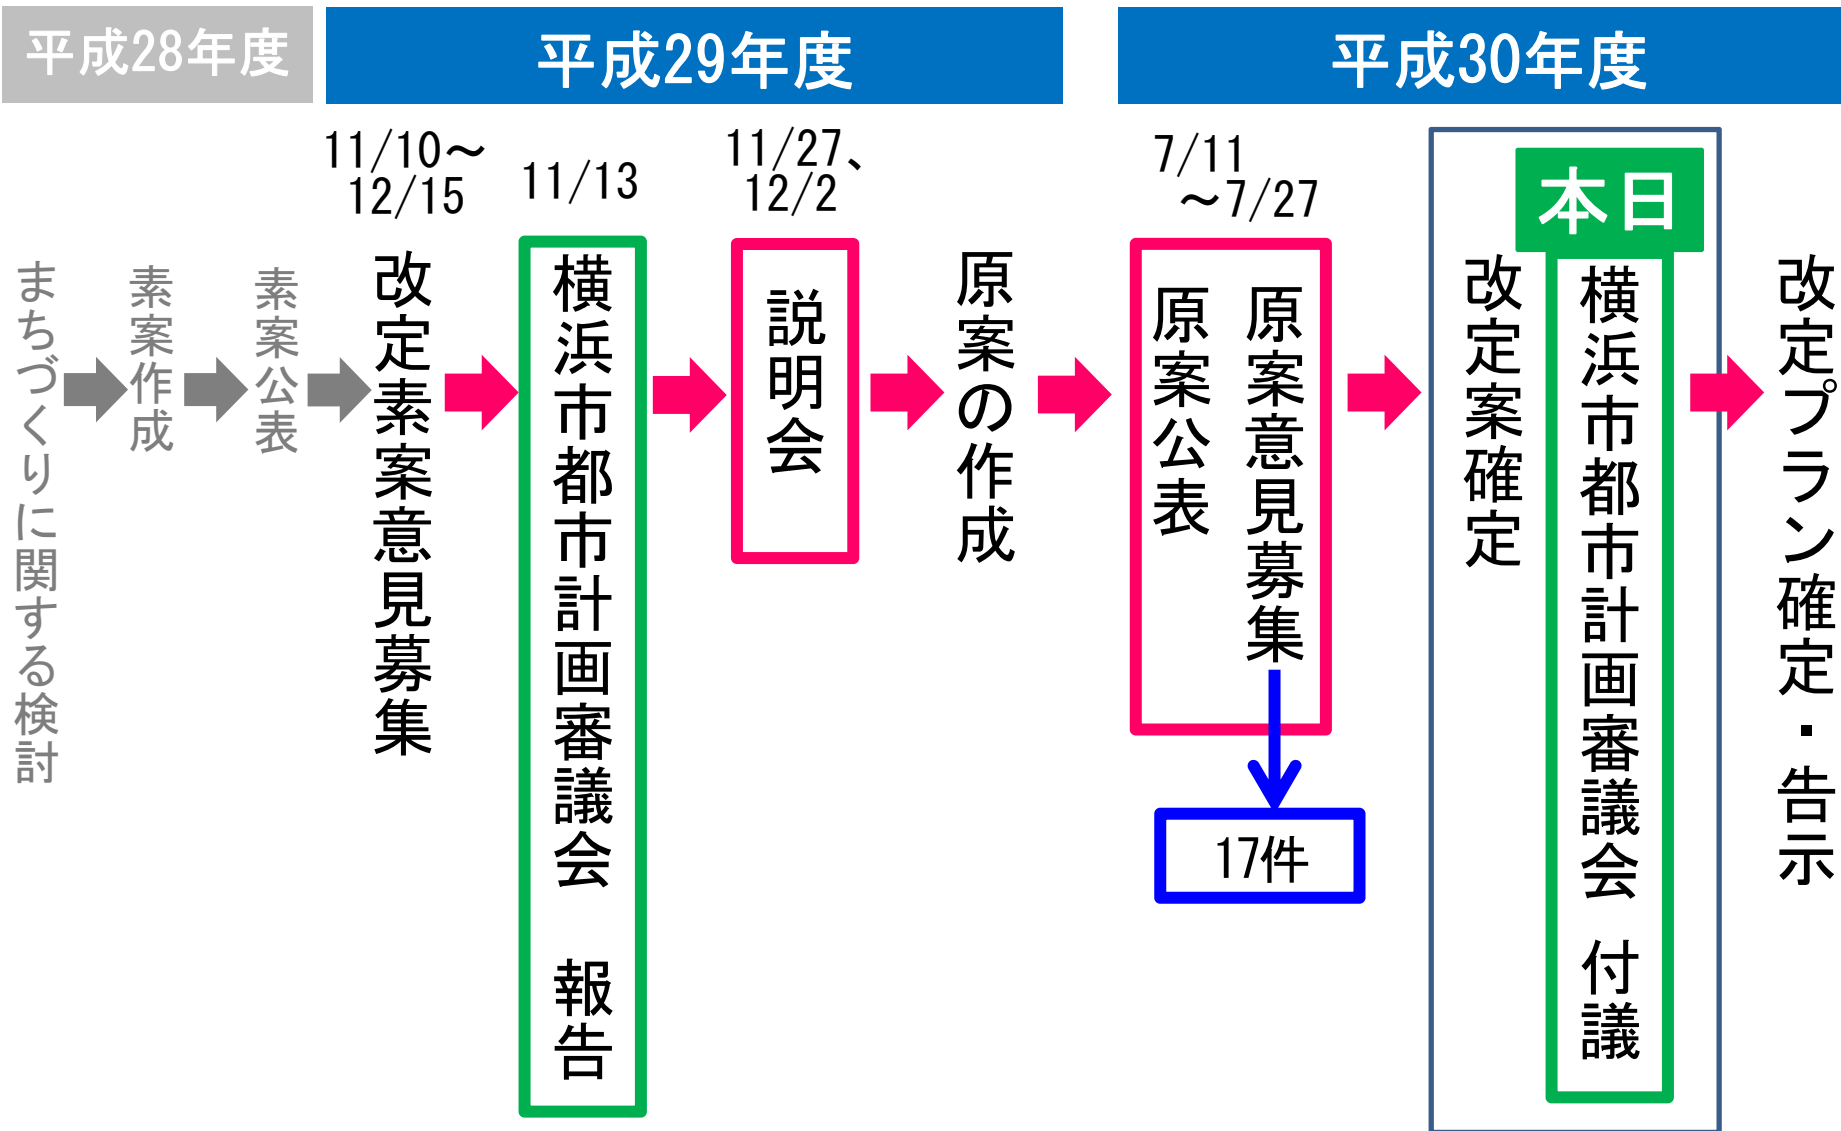 平成28年度
平成29年度
平成30年度
まちづくりに関する検討
素案作成
素案公表
11/10～
12/15
改定素案意見募集
11/13
横浜市都市計画審議会　報告
11/27、
12/2
説明会
原案の作成
7/11
～7/27
原案公表
原案意見募集
17件
改定案確定
本日
横浜市都市計画審議会 付議
改定プラン確定・告示